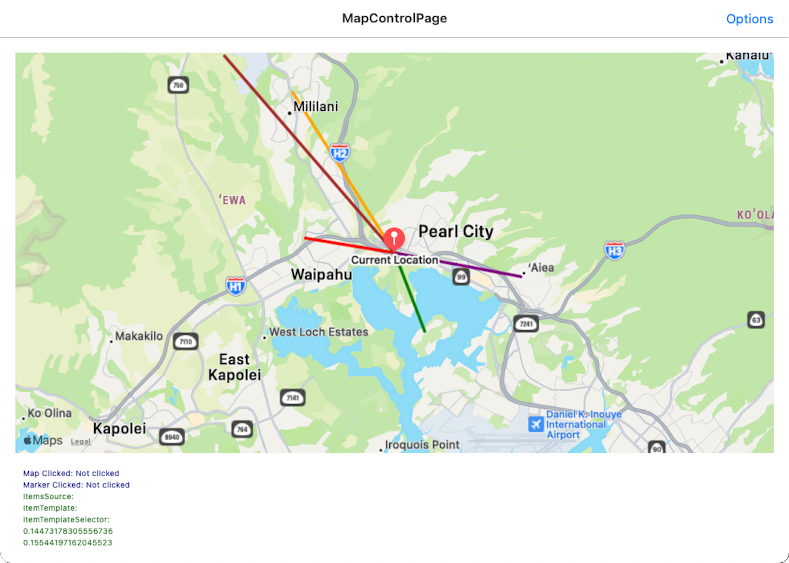 MapControlPage
Options
Kahalu'
750
Mililani
H2
'EWA
KO'OLA
Pearl City
H3
Current Location
'Aiea
Waipahu
99
H1
7241
63
Makakilo
7110
West Loch Estates
East
Kapolei
7141
Ko Olina
Kapolei
8940
764
Daniel K. Inouye
International
Airport
Maps Legal
Iroquois Point
90
Map Clicked: Not clicked
Marker Clicked: Not clicked
ItemsSource:
ItemTemplate:
ItemTemplateSelector:
0.14473178305556736
0.15544197162045523